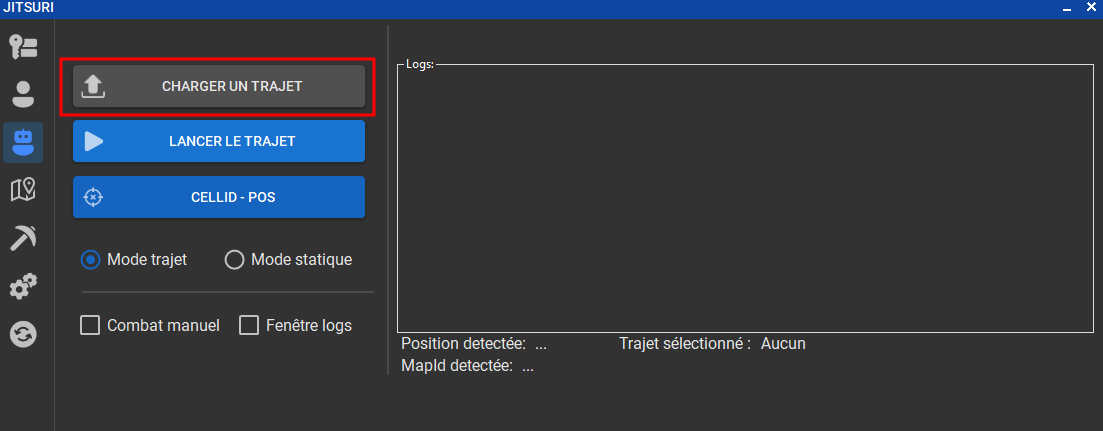 JITSURI
CHARGER UN TRAJET
LANCER LE TRAJET
CELLID - POS
Mode trajet
Mode statique
Combat manuel
Fenêtre logs
Logs:
Position detectée: ...
Trajet sélectionné : Aucun
MapId detectée: ...